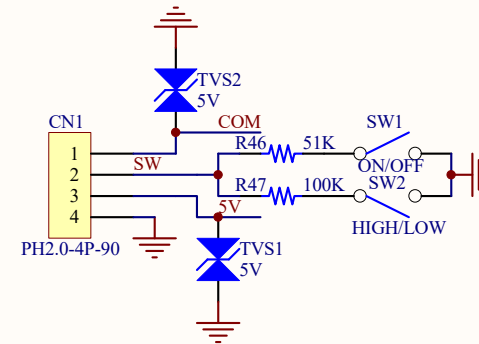 TVS2
5V
CN1
COM
SW1
R46
51K
1
SW
ON/OFF
2
SW2
R47
100K
3
5V
4
HIGH/LOW
PH2.0-4P-90
TVS1
5V